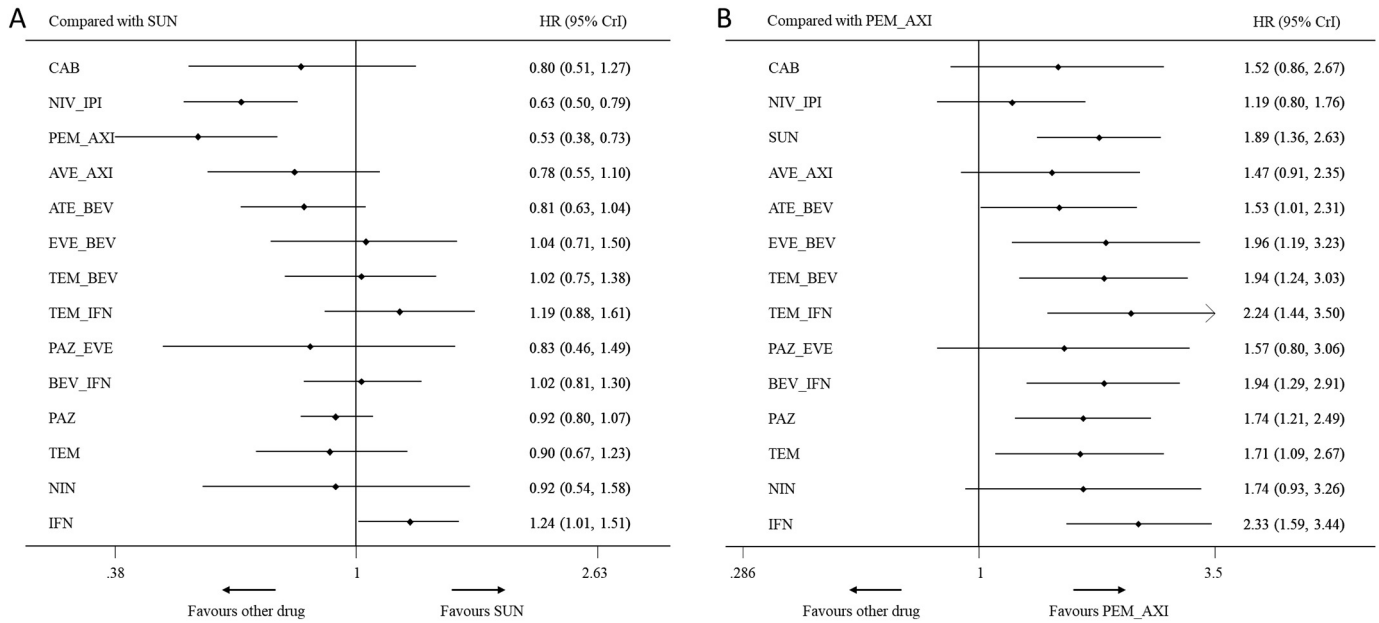 A
Compared with SUN HR (95% CrI)
CAB 0.80 (0.51, 1.27)
NIV_IPI 0.63 (0.50, 0.79)
PEM_AXI 0.53 (0.38, 0.73)
AVE_AXI 0.78 (0.55, 1.10)
ATE_BEV 0.81 (0.63, 1.04)
EVE_BEV 1.04 (0.71, 1.50)
TEM_BEV 1.02 (0.75, 1.38)
TEM_IFN 1.19 (0.88, 1.61)
PAZ_EVE 0.83 (0.46, 1.49)
BEV_IFN 1.02 (0.81, 1.30)
PAZ 0.92 (0.80, 1.07)
TEM 0.90 (0.67, 1.23)
NIN 0.92 (0.54, 1.58)
IFN 1.24 (1.01, 1.51)
.38 1 2.63
Favours other drug Favours SUN
B
Compared with PEM_AXI HR (95% CrI)
CAB 1.52 (0.86, 2.67)
NIV_IPI 1.19 (0.80, 1.76)
SUN 1.89 (1.36, 2.63)
AVE_AXI 1.47 (0.91, 2.35)
ATE_BEV 1.53 (1.01, 2.31)
EVE_BEV 1.96 (1.19, 3.23)
TEM_BEV 1.94 (1.24, 3.03)
TEM_IFN 2.24 (1.44, 3.50)
PAZ_EVE 1.57 (0.80, 3.06)
BEV_IFN 1.94 (1.29, 2.91)
PAZ 1.74 (1.21, 2.49)
TEM 1.71 (1.09, 2.67)
NIN 1.74 (0.93, 3.26)
IFN 2.33 (1.59, 3.44)
.286 1 3.5
Favours other drug Favours PEM_AXI